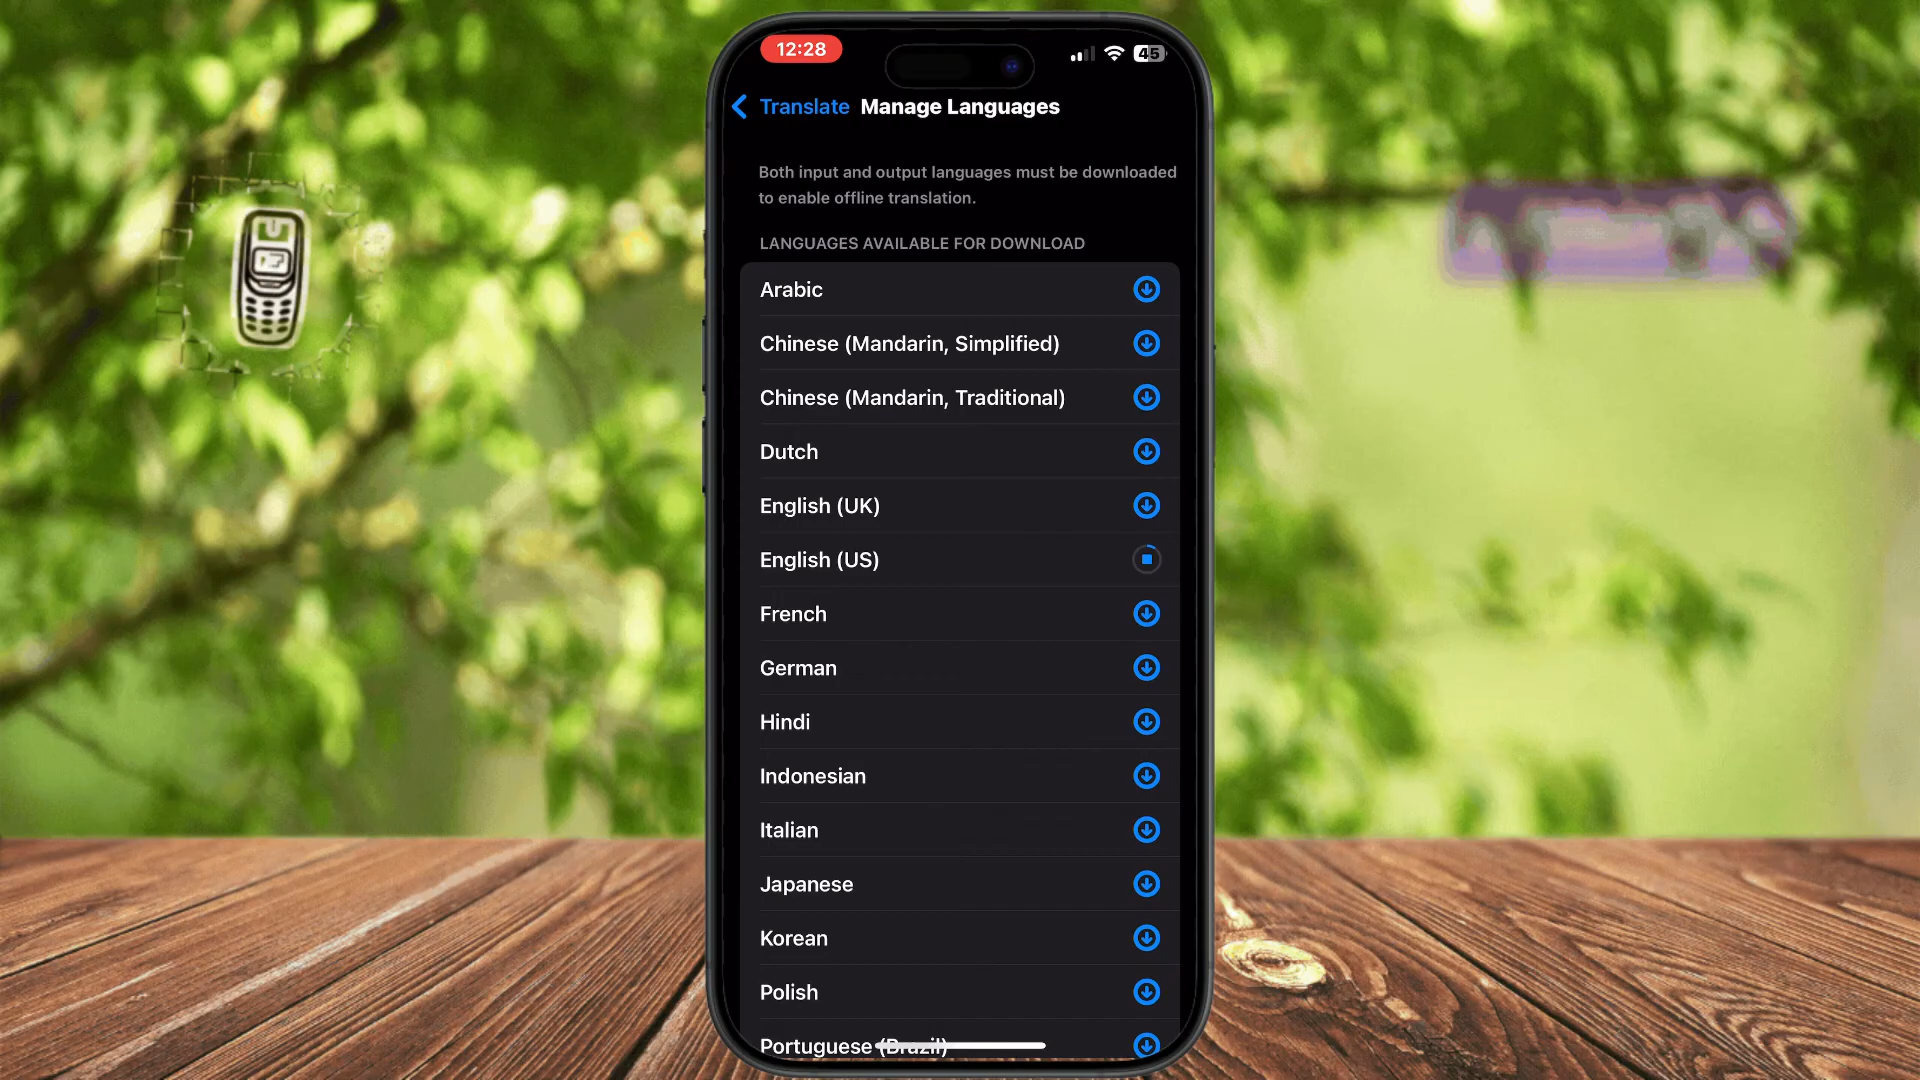 12:28
45
Translate Manage Languages
Both input and output languages must be downloaded
to enable offline translation.
LANGUAGES AVAILABLE FOR DOWNLOAD
Arabic
Chinese (Mandarin, Simplified)
Chinese (Mandarin, Traditional)
Dutch
English (UK)
English (US)
French
German
Hindi
Indonesian
Italian
Japanese
Korean
Polish
Portuguese (Brazil)